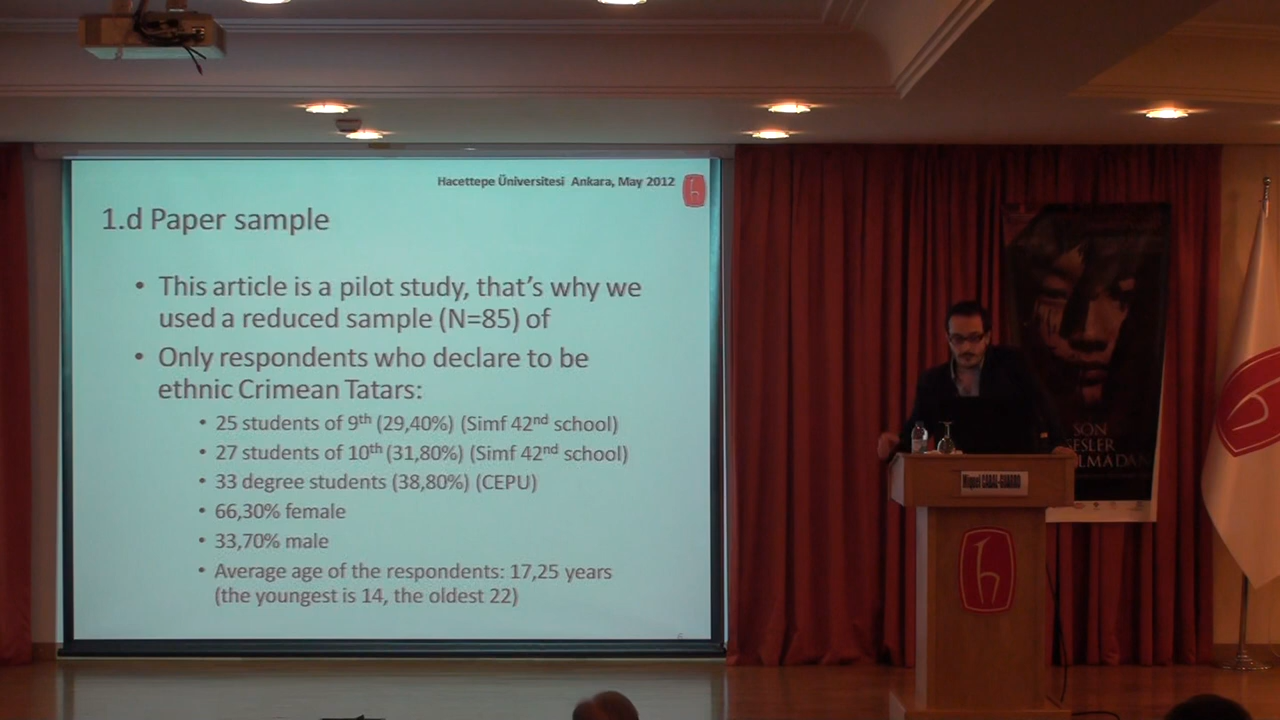 Hacettepe Üniversitesi Ankara, May 2012
1.d Paper sample
• This article is a pilot study, that's why we
used a reduced sample (N=85) of
• Only respondents who declare to be
ethnic Crimean Tatars:
• 25 students of 9th (29,40%) (Simf 42nd school)
• 27 students of 10th (31,80%) (Simf 42nd school)
• 33 degree students (38,80%) (CEPU)
• 66,30% female
• 33,70% male
• Average age of the respondents: 17,25 years
(the youngest is 14, the oldest 22)
6
SON
SESLER
LMADAN
Miguel